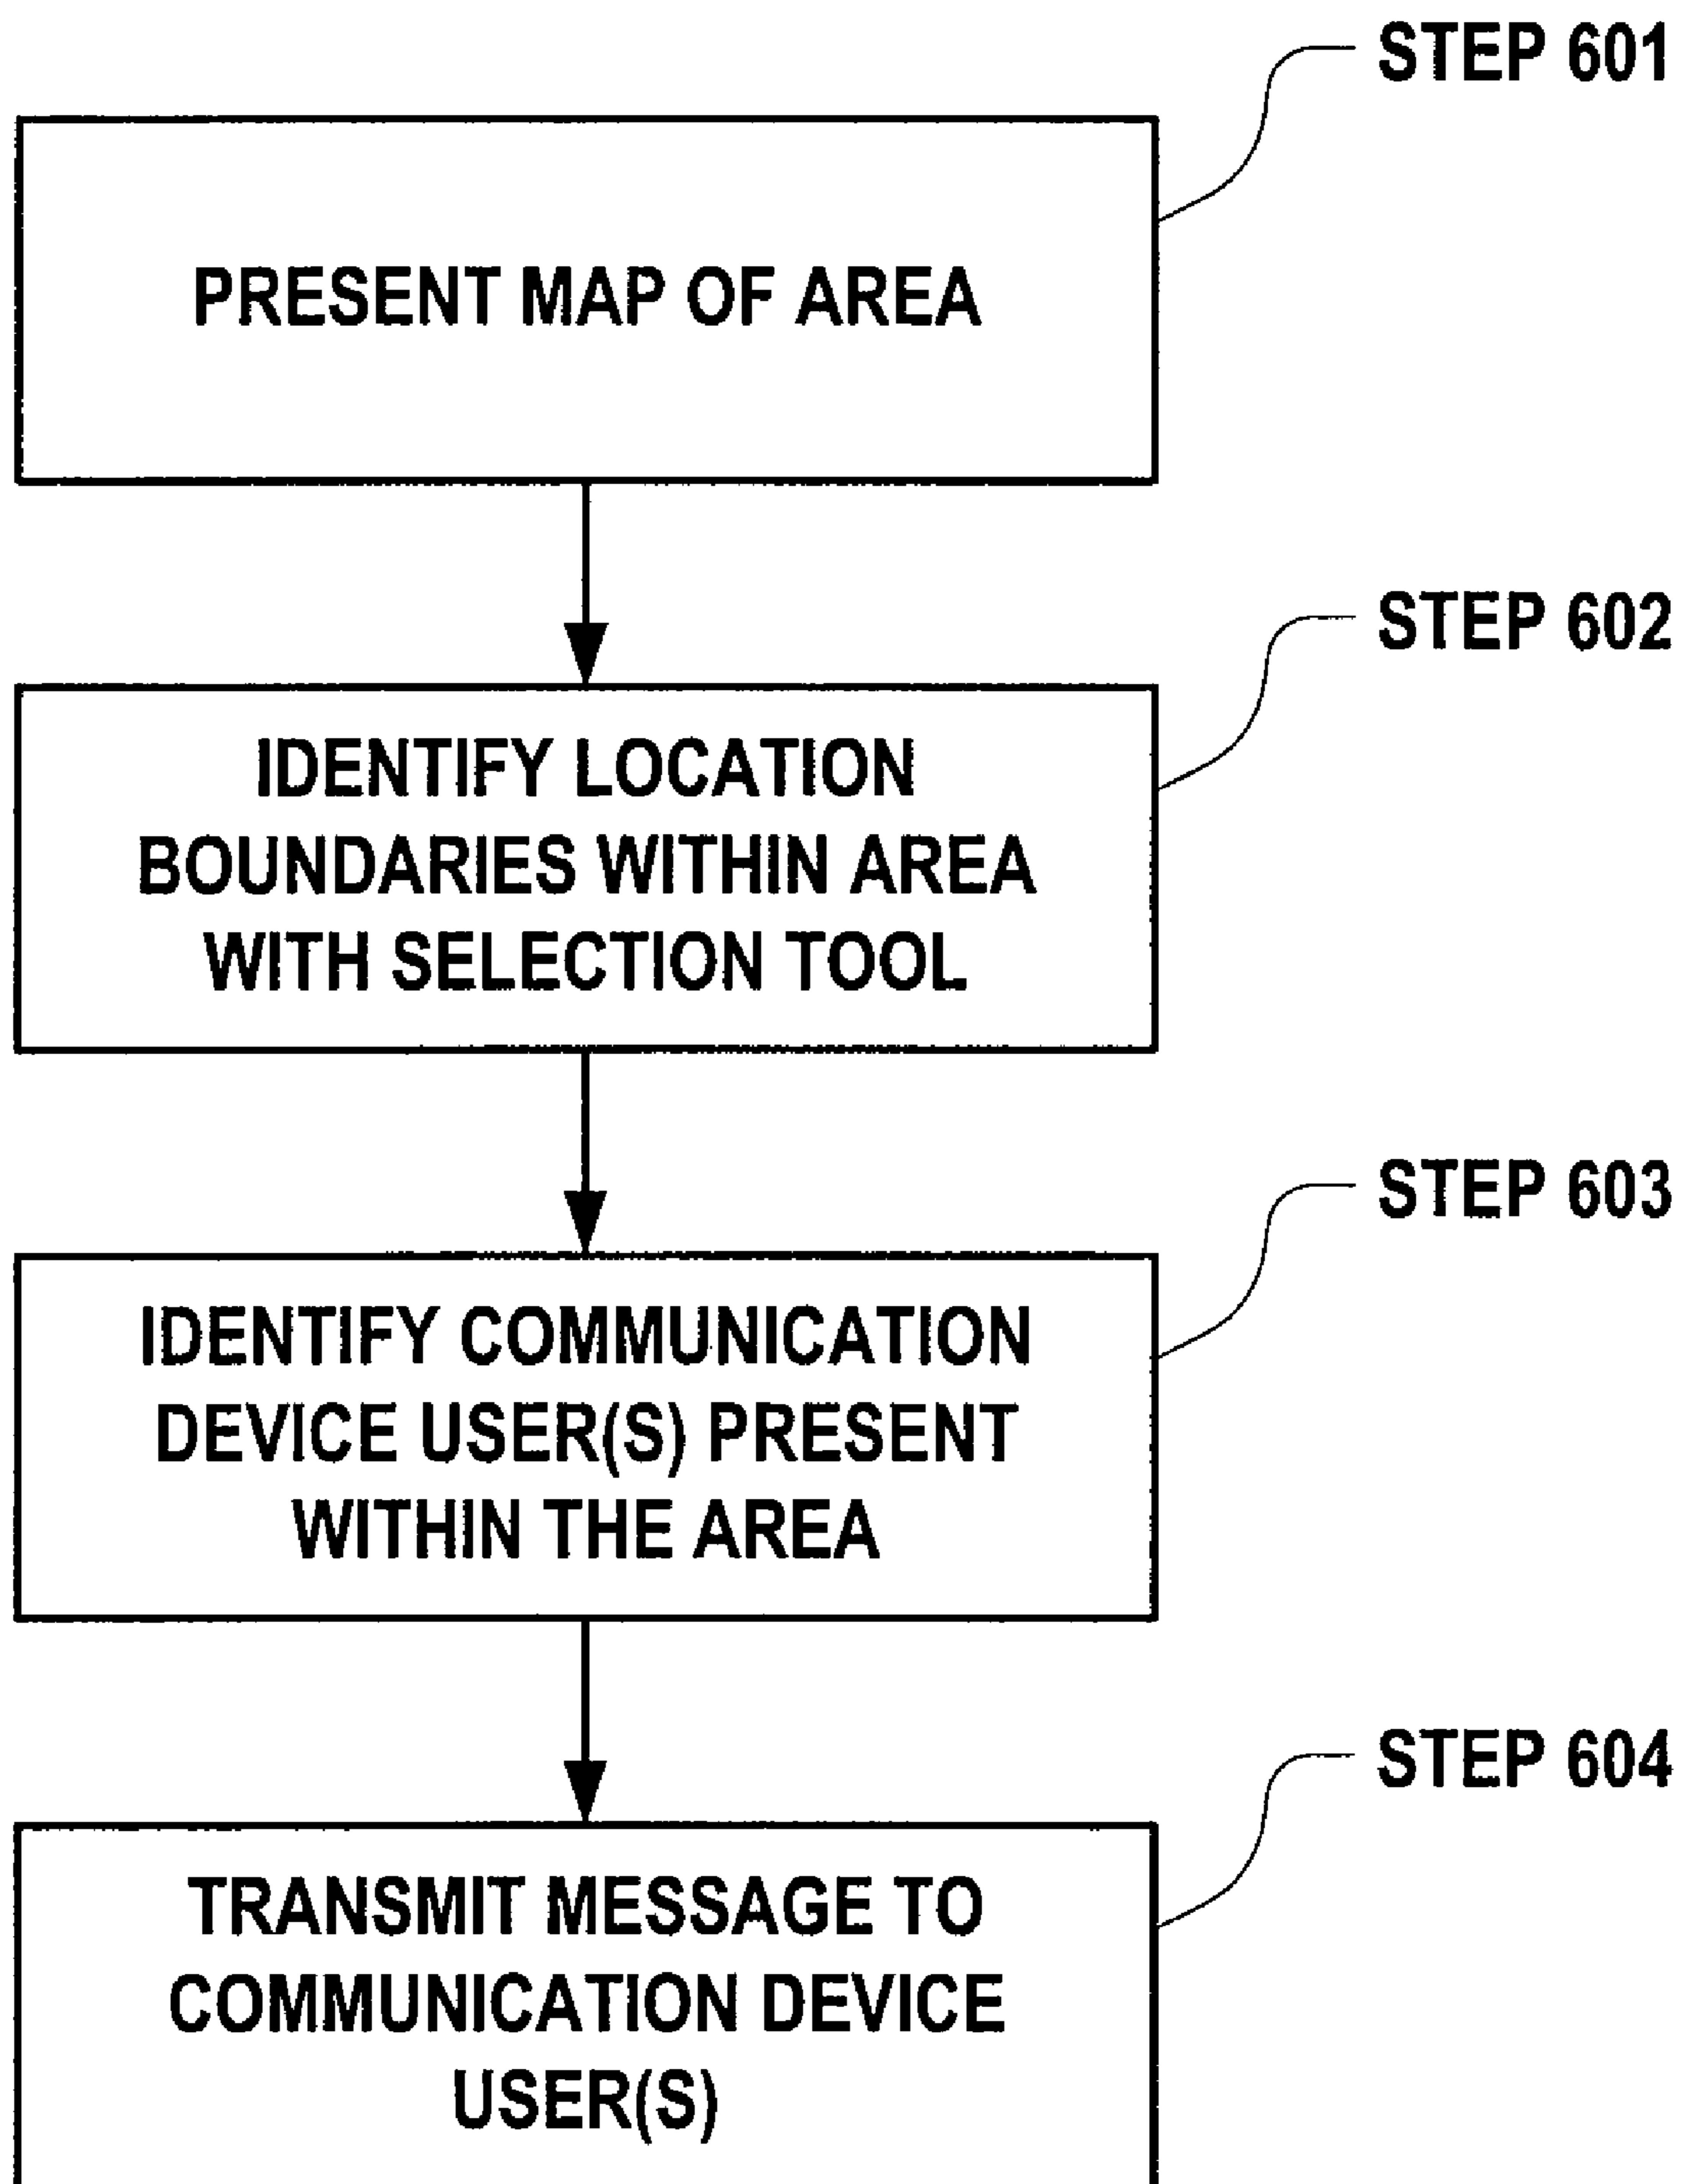 STEP 601
PRESENT MAP OF AREA
STEP 602
IDENTIFY LOCATION
BOUNDARIES WITHIN AREA
WITH SELECTION TOOL
STEP 603
IDENTIFY COMMUNICATION
DEVICE USER(S) PRESENT
WITHIN THE AREA
STEP 604
TRANSMIT MESSAGE TO
COMMUNICATION DEVICE
USER(S)